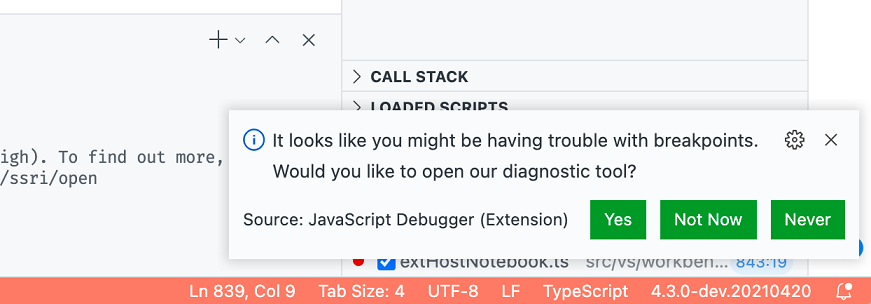 CALL STACK
LOADED SCRIPTS
igh). To find out more,
/ssri/open
It looks like you might be having trouble with breakpoints.
Would you like to open our diagnostic tool?
Source: JavaScript Debugger (Extension) Yes Not Now Never
extHostNotebook.ts src/vs/workben... 843:19
Ln 839, Col 9 Tab Size: 4 UTF-8 LF TypeScript 4.3.0-dev.20210420